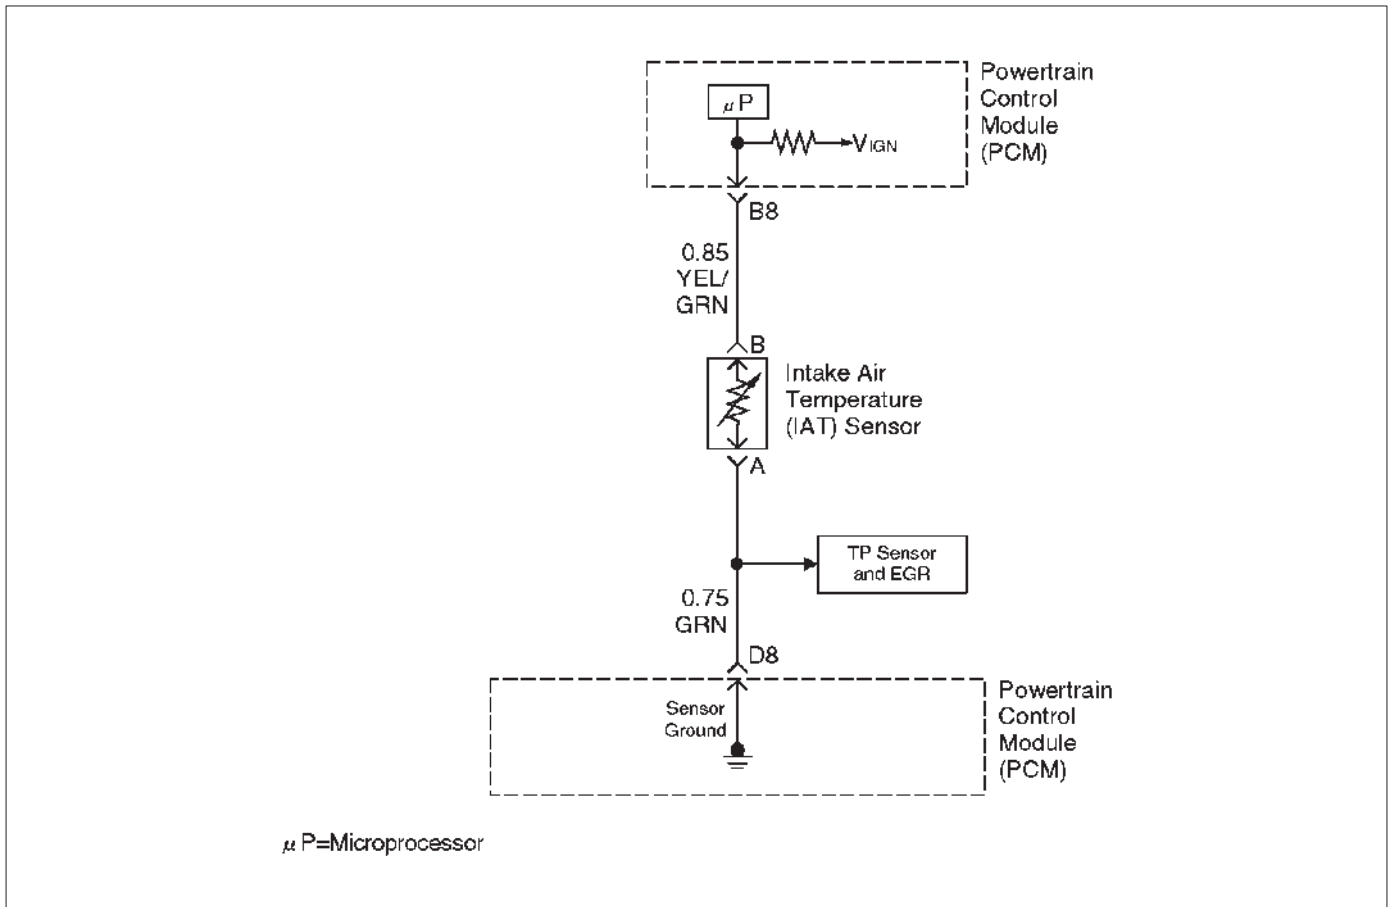 Powertrain
Control
Module
(PCM)
μP
VIGN
B8
0.85
YEL/
GRN
B
Intake Air
Temperature
(IAT) Sensor
A
TP Sensor
and EGR
0.75
GRN
D8
Sensor
Ground
Powertrain
Control
Module
(PCM)
μP=Microprocessor